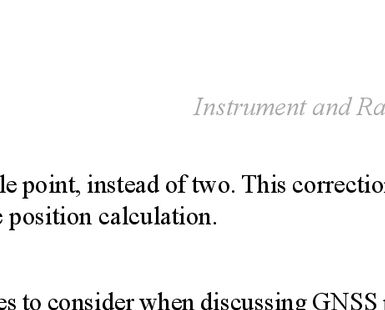 Instrument and Ra
le point, instead of two. This correction
position calculation.
es to consider when discussing GNSS